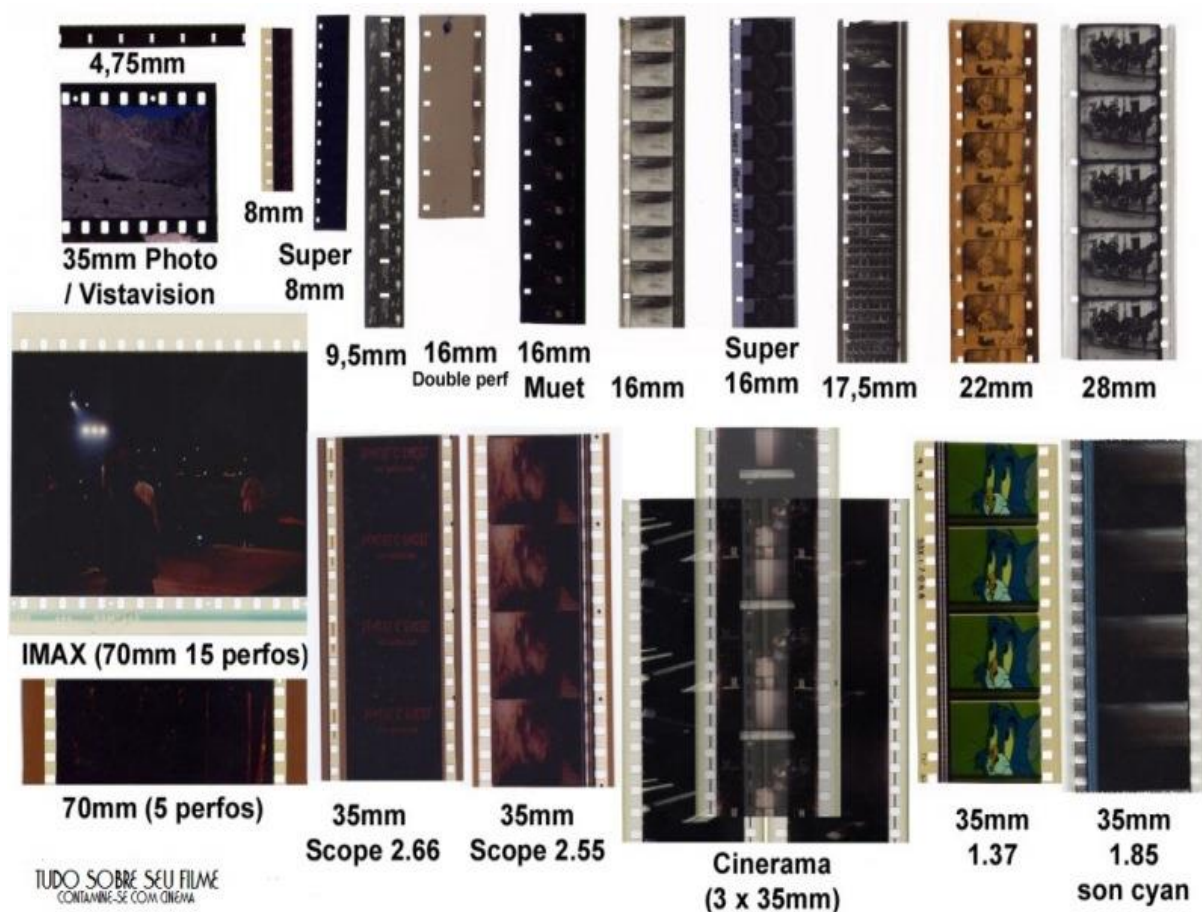 4,75mm
35mm Photo
/ Vistavision
8mm
Super
8mm
9,5mm
16mm
Double perf
16mm
Muet
16mm
Super
16mm
17,5mm
22mm
28mm
IMAX (70mm 15 perfos)
70mm (5 perfos)
35mm
Scope 2.66
35mm
Scope 2.55
Cinerama
(3 x 35mm)
35mm
1.37
35mm
1.85
son cyan
TUDO SOBRE SEU FILME
CONTAMINE-SE COM CINEMA